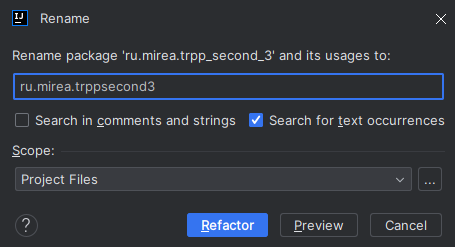 IJ Rename
Rename package 'ru.mirea.trpp_second_3' and its usages to:
ru.mirea.trppsecond3
Search in comments and strings Search for text occurrences
Scope:
Project Files ...
? Refactor Preview Cancel